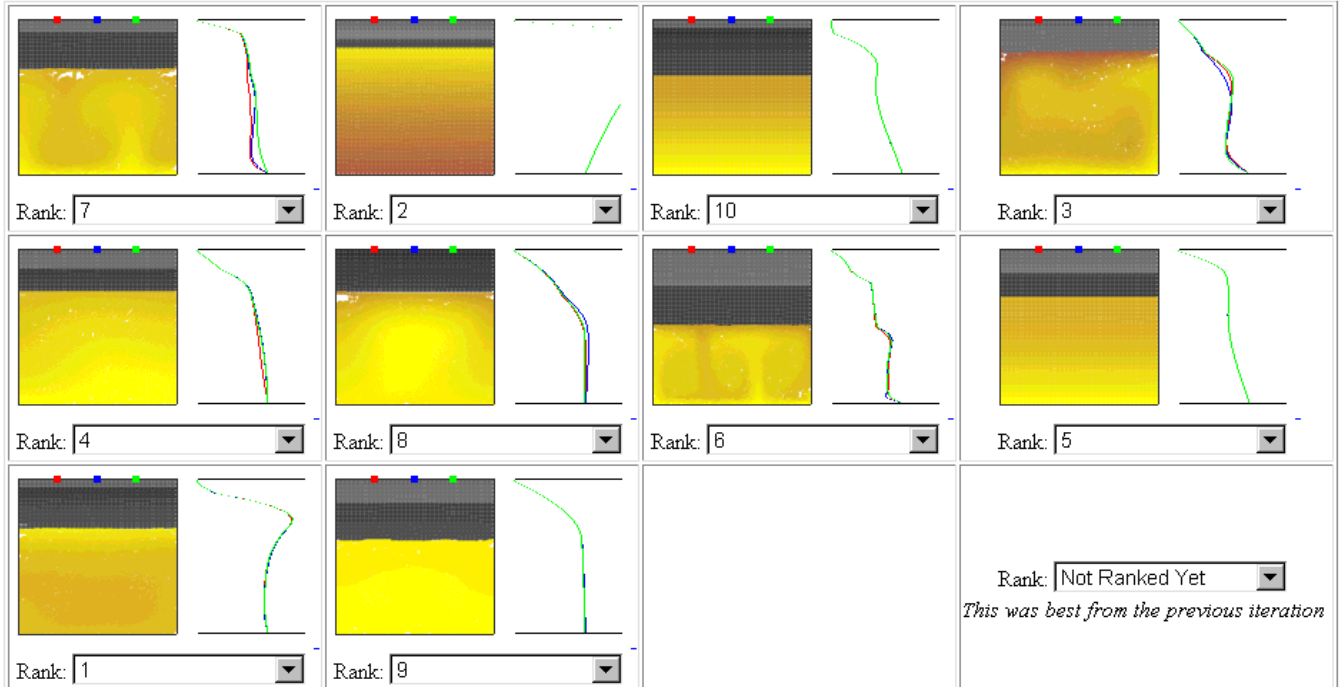 Rank: 7
Rank: 2
Rank: 10
Rank: 3
Rank: 4
Rank: 8
Rank: 6
Rank: 5
Rank: Not Ranked Yet
This was best from the previous iteration
Rank: 1
Rank: 9